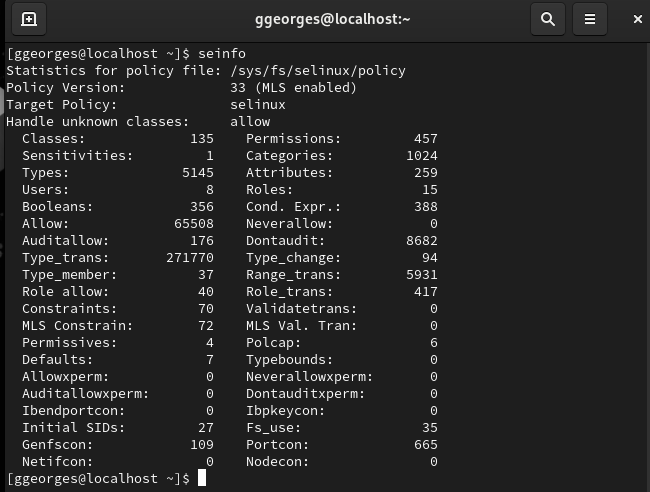 ggeorges@localhost:~
[ggeorges@localhost ~]$ seinfo
Statistics for policy file: /sys/fs/selinux/policy
Policy Version:             33 (MLS enabled)
Target Policy:              selinux
Handle unknown classes:     allow
  Classes:             135    Permissions:         457
  Sensitivities:         1    Categories:         1024
  Types:              5145    Attributes:          259
  Users:                 8    Roles:                15
  Booleans:            356    Cond. Expr.:         388
  Allow:             65508    Neverallow:            0
  Auditallow:          176    Dontaudit:          8682
  Type_trans:       271770    Type_change:          94
  Type_member:          37    Range_trans:        5931
  Role allow:           40    Role_trans:          417
  Constraints:          70    Validatetrans:         0
  MLS Constrain:        72    MLS Val. Tran:         0
  Permissives:           4    Polcap:                6
  Defaults:              7    Typebounds:            0
  Allowxperm:            0    Neverallowxperm:       0
  Auditallowxperm:       0    Dontauditxperm:        0
  Ibendportcon:          0    Ibpkeycon:             0
  Initial SIDs:         27    Fs_use:               35
  Genfscon:            109    Portcon:             665
  Netifcon:              0    Nodecon:               0
[ggeorges@localhost ~]$